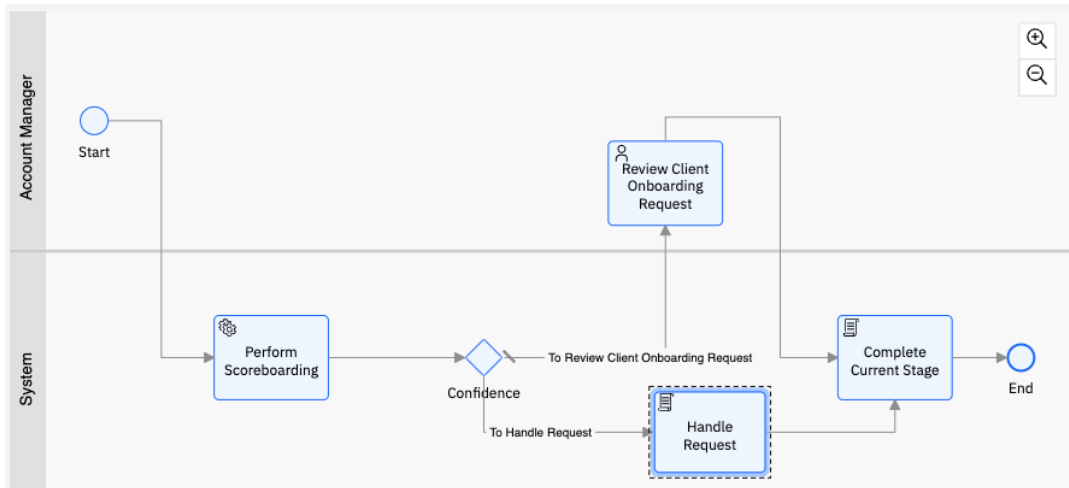 Account Manager
Start
Review Client
Onboarding
Request
System
Perform
Scoreboarding
Confidence
To Review Client Onboarding Request
To Handle Request
Handle
Request
Complete
Current Stage
End